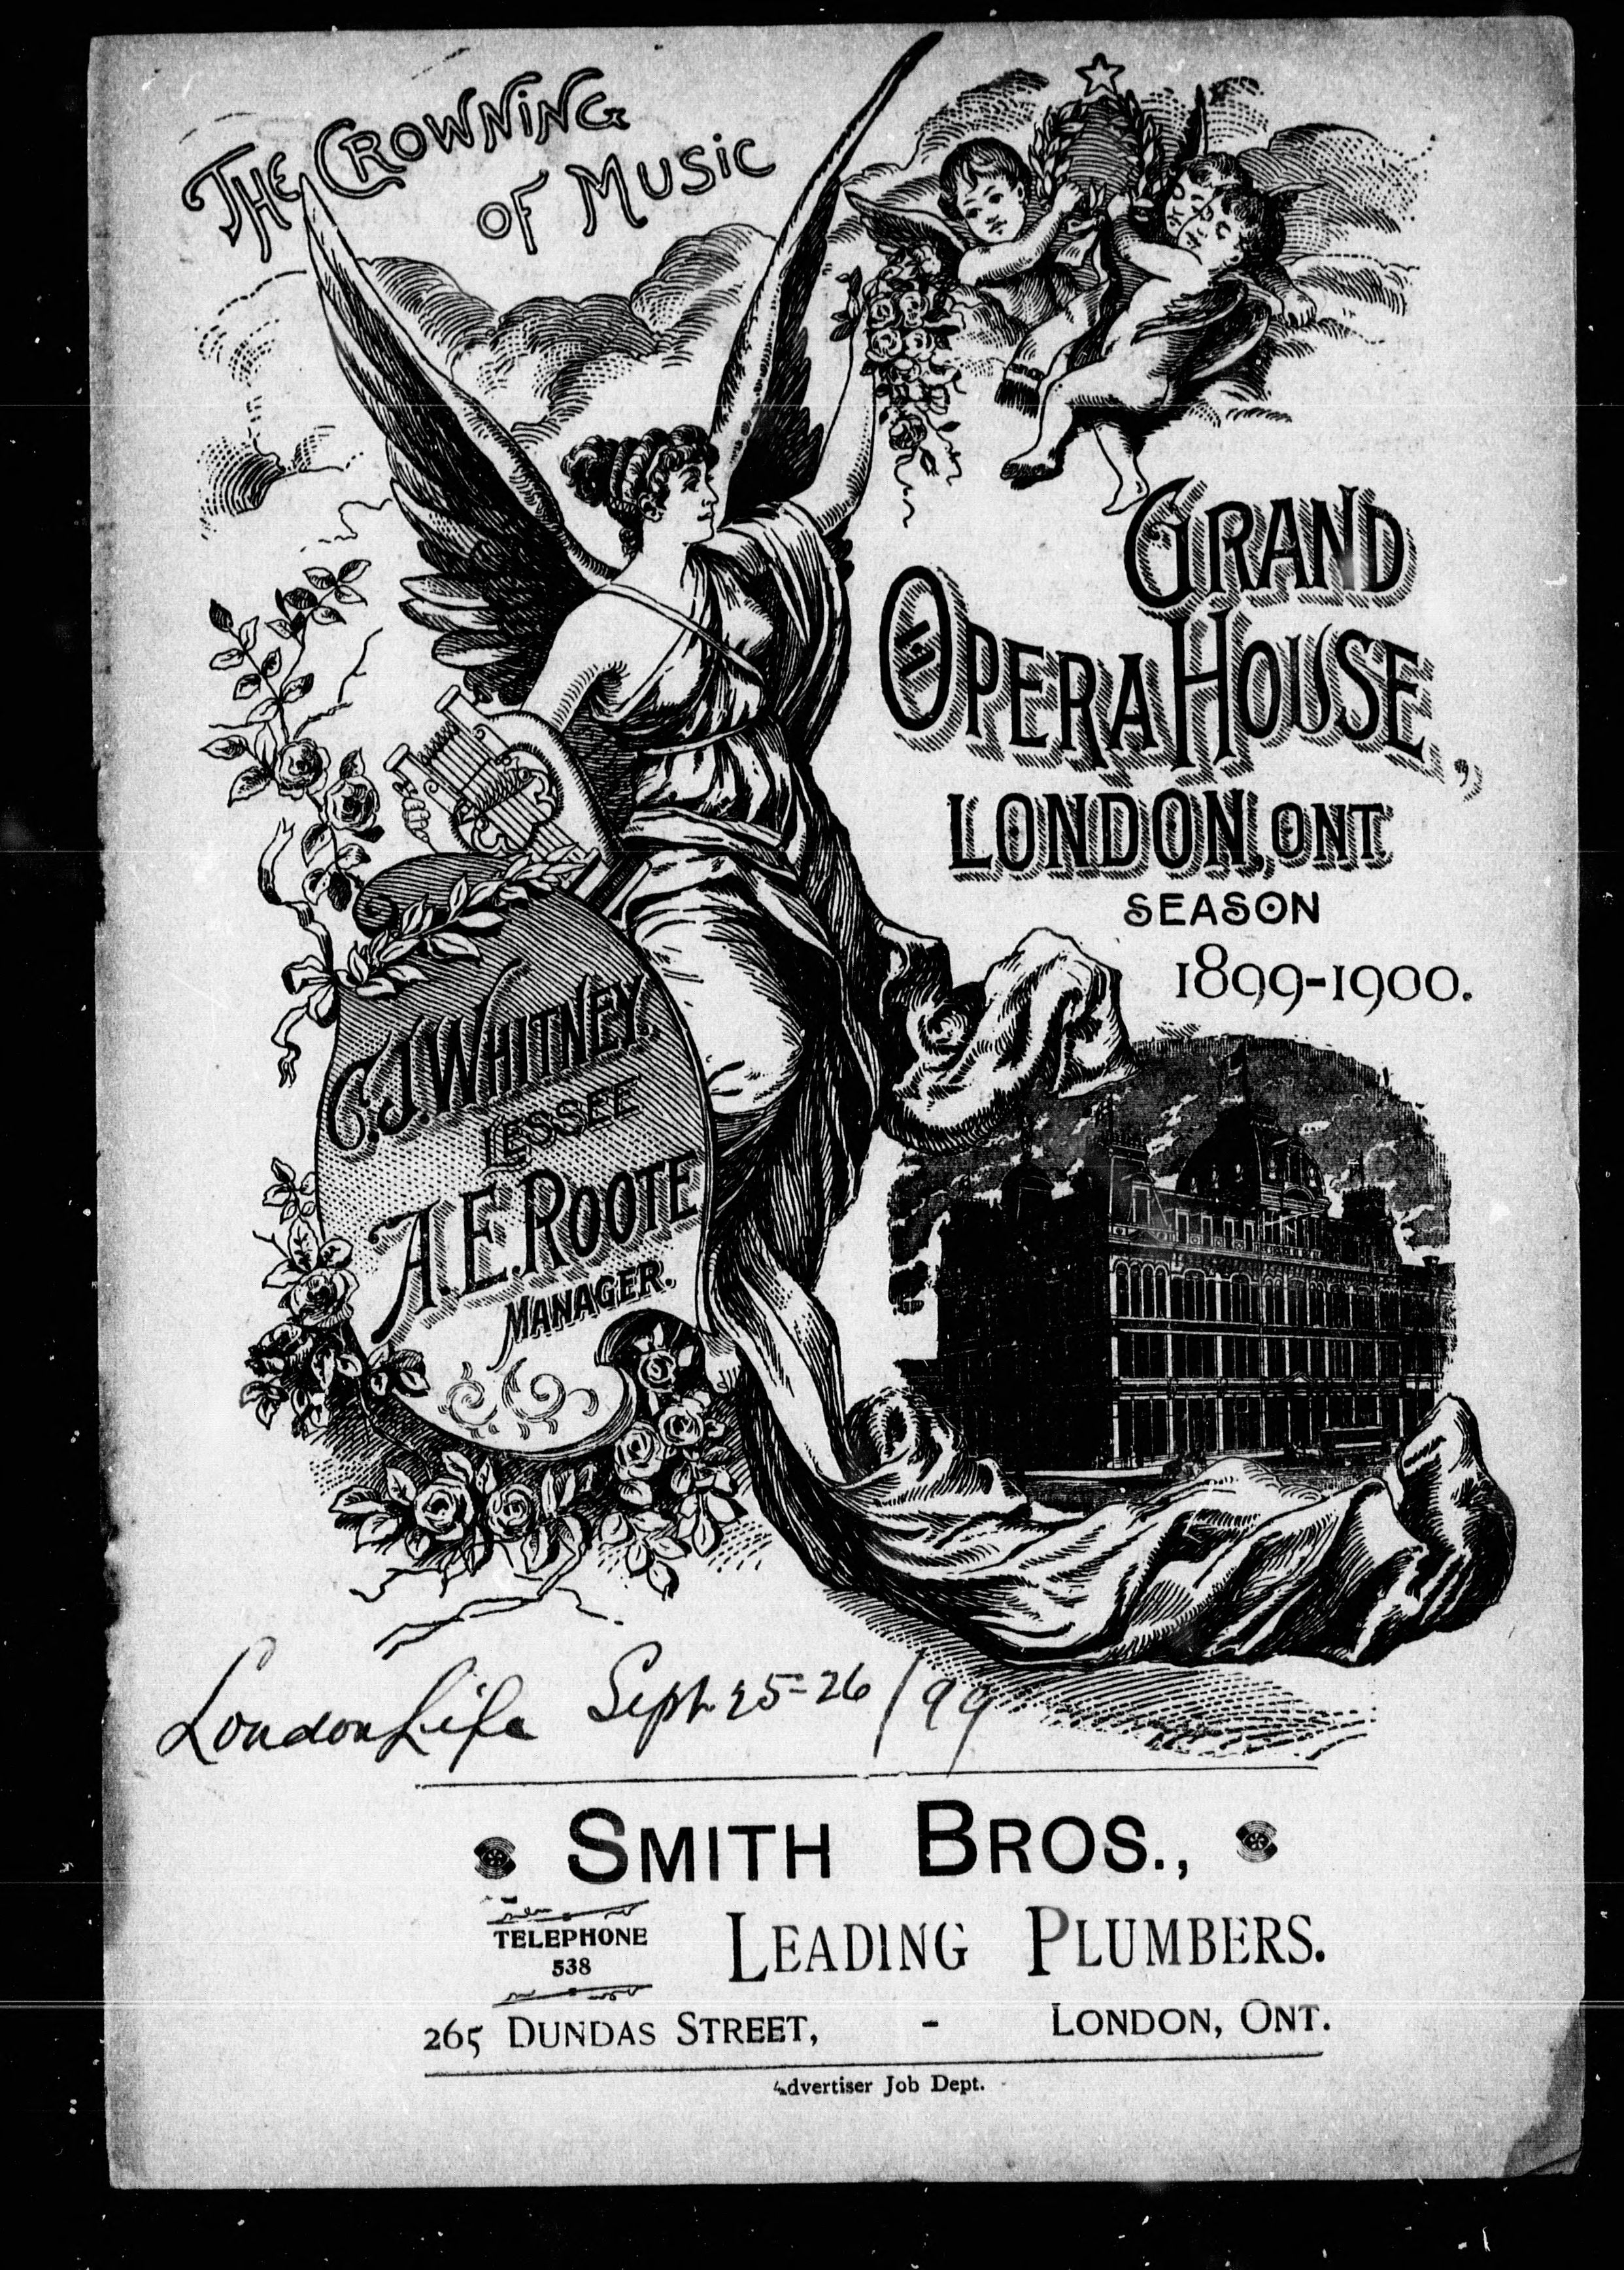 THE CROWNING
OF MUSIC
GRAND
OPERA HOUSE,
LONDON, ONT
SEASON
1899-1900.
C.J. WHITNEY.
LESSEE
A.E. ROOTE
MANAGER.
London Life Sept 25-26/99
SMITH BROS.,
TELEPHONE
538
LEADING PLUMBERS.
265 DUNDAS STREET, - LONDON, ONT.
Advertiser Job Dept.